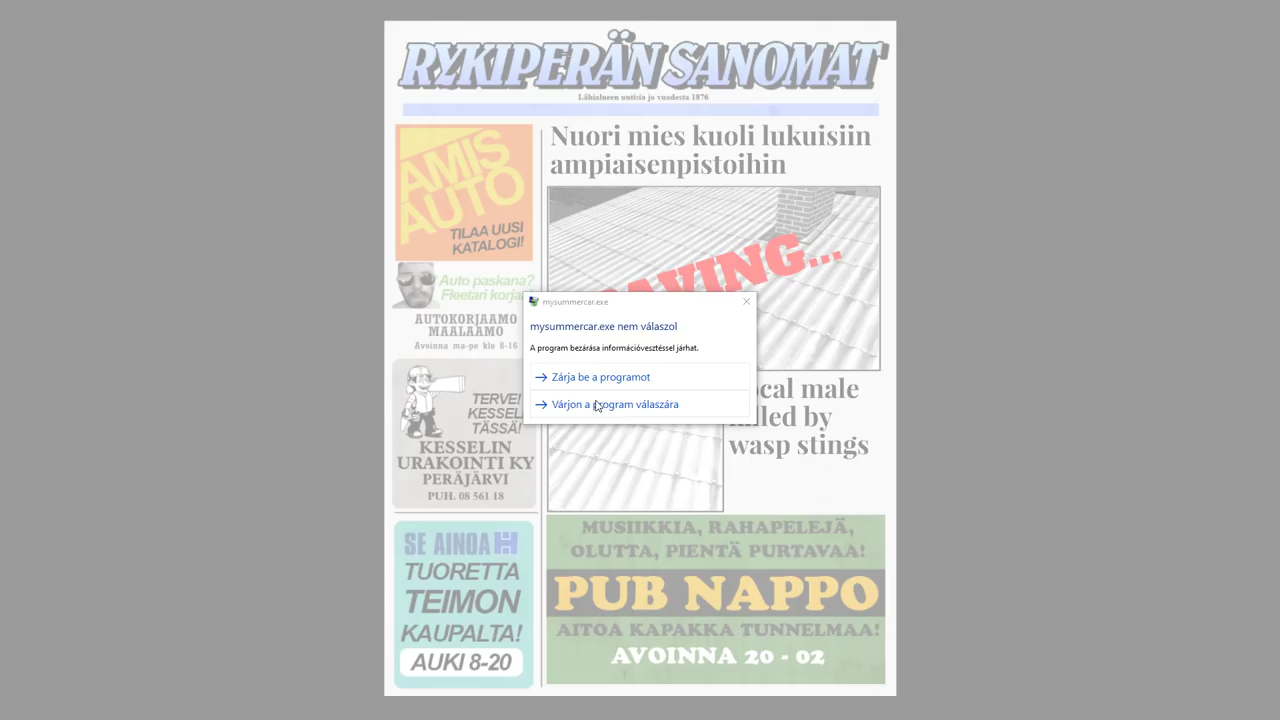 RYKIPERÄN SANOMAT
Lähialueen uutisia jo vuodesta 1876
AMIS
AUTO
TILAA UUSI
KATALOGI!
Auto paskana?
Fleetari korja
AUTOKORJAAMO
MAALAAMO
Avoinna ma-pe klo 8-16
TERVE!
KESSEL
TÄSSÄ!
KESSELIN
URAKOINTI KY
PERÄJÄRVI
PUH. 08 561 18
SE AINOA
TUORETTA
TEIMON
KAUPALTA!
AUKI 8-20
Nuori mies kuoli lukuisiin
ampiaisenpistoihin
AVING...
mysummercar.exe
mysummercar.exe nem válaszol
A program bezárása információvesztéssel járhat.
Zárja be a programot
Várjon a program válaszára
ocal male
killed by
wasp stings
MUSIIKKIA, RAHAPELEJÄ,
OLUTTA, PIENTÄ PURTAVAA!
PUB NAPPO
AITOA KAPAKKA TUNNELMAA!
AVOINNA 20 - 02